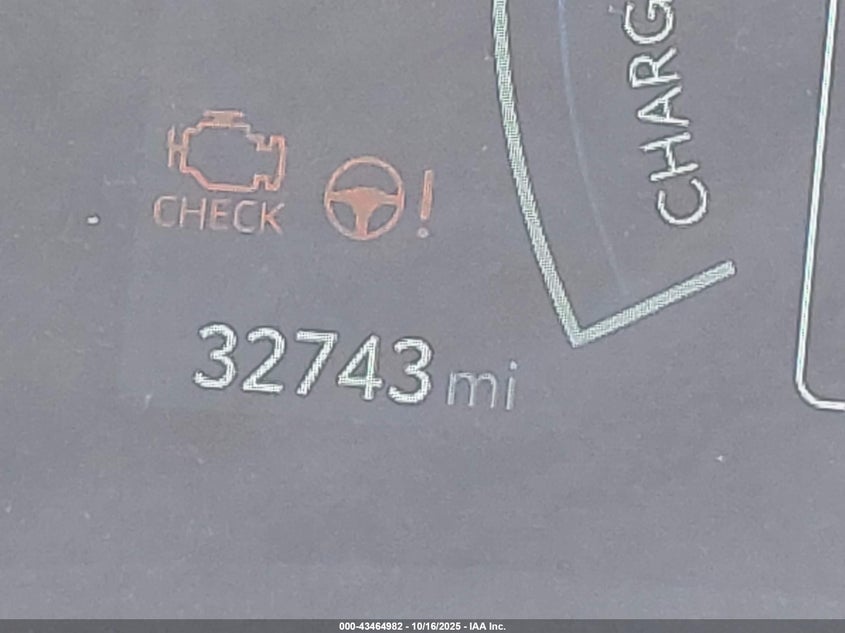 CHARG
CHECK
!
32743 mi
000-43464982 - 10/16/2025 - IAA Inc.